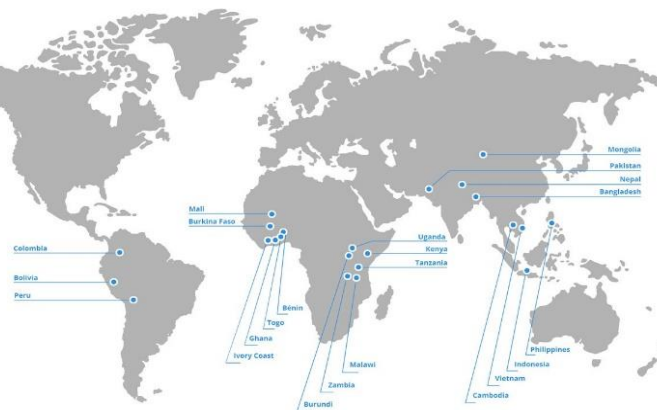 Mongolia
Pakistan
Nepal
Bangladesh
Mali
Burkina Faso
Uganda
Kenya
Tanzania
Colombia
Bolivia
Peru
Bénin
Togo
Ghana
Ivory Coast
Malawi
Zambia
Burundi
Philippines
Indonesia
Vietnam
Cambodia